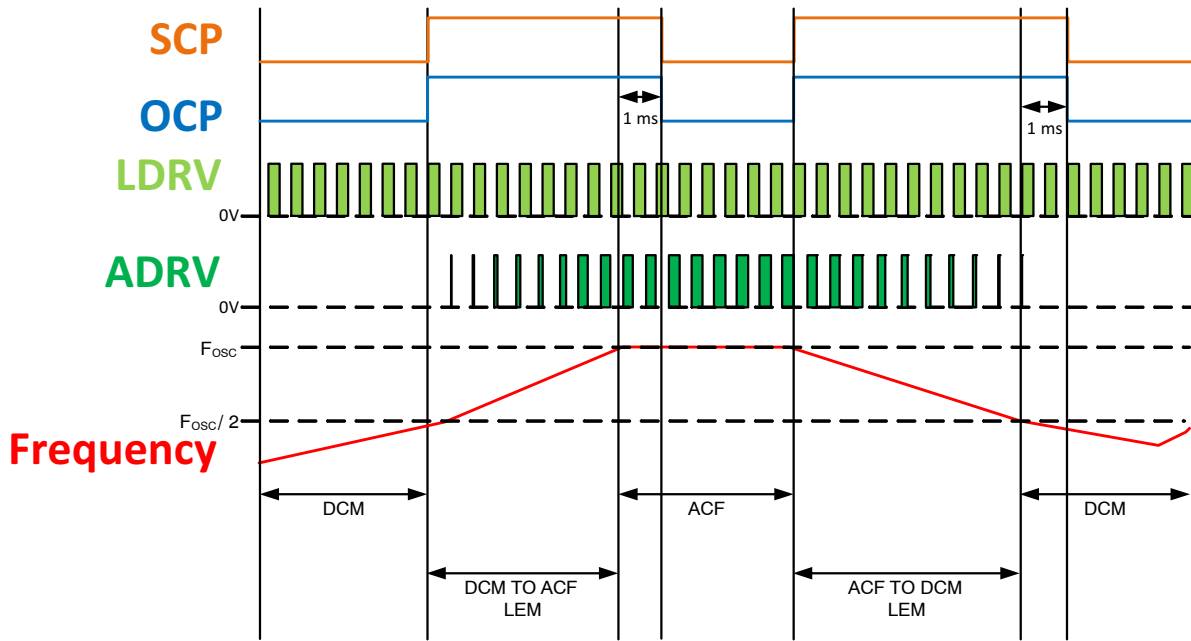 SCP
OCP
1 ms
1 ms
LDRV
0V
ADRV
0V
FOSC
FOSC/ 2
Frequency
DCM
ACF
DCM
DCM TO ACF
LEM
ACF TO DCM
LEM